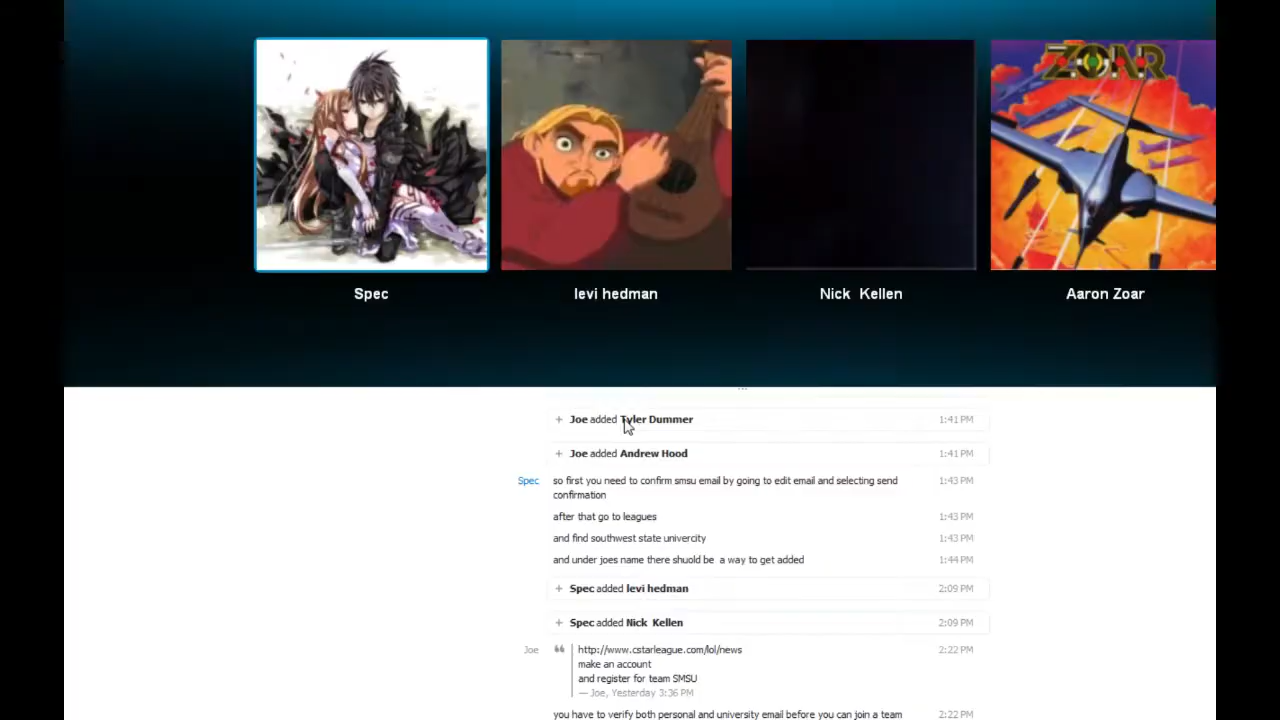 ZOAR
Spec
levi hedman
Nick Kellen
Aaron Zoar
+ Joe added Tyler Dummer 1:41 PM
+ Joe added Andrew Hood 1:41 PM
Spec so first you need to confirm smsu email by going to edit email and selecting send 1:43 PM
confirmation
after that go to leagues 1:43 PM
and find southwest state univercity 1:43 PM
and under joes name there shuold be a way to get added 1:44 PM
+ Spec added levi hedman 2:09 PM
+ Spec added Nick Kellen 2:09 PM
Joe http://www.cstarleague.com/lol/news 2:22 PM
make an account
and register for team SMSU
— Joe, Yesterday 3:36 PM
you have to verify both personal and university email before you can join a team 2:22 PM